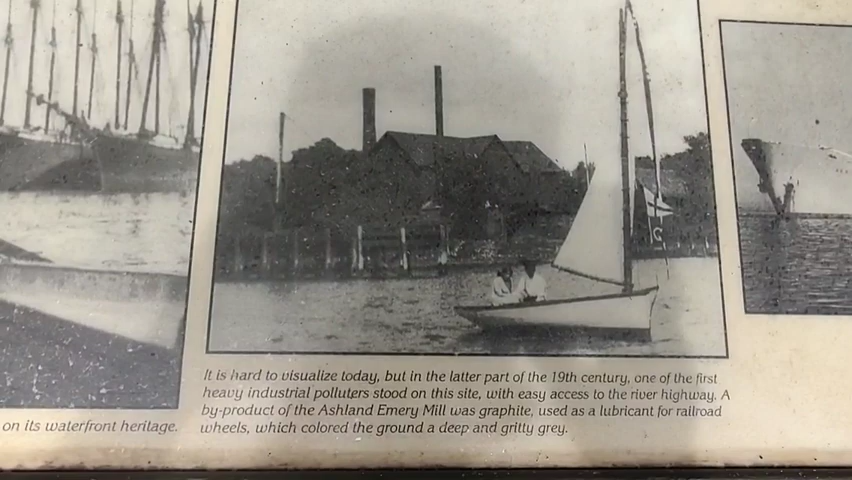 on its waterfront heritage.
It is hard to visualize today, but in the latter part of the 19th century, one of the first
heavy industrial polluters stood on this site, with easy access to the river highway. A
by-product of the Ashland Emery Mill was graphite, used as a lubricant for railroad
wheels, which colored the ground a deep and gritty grey.
C